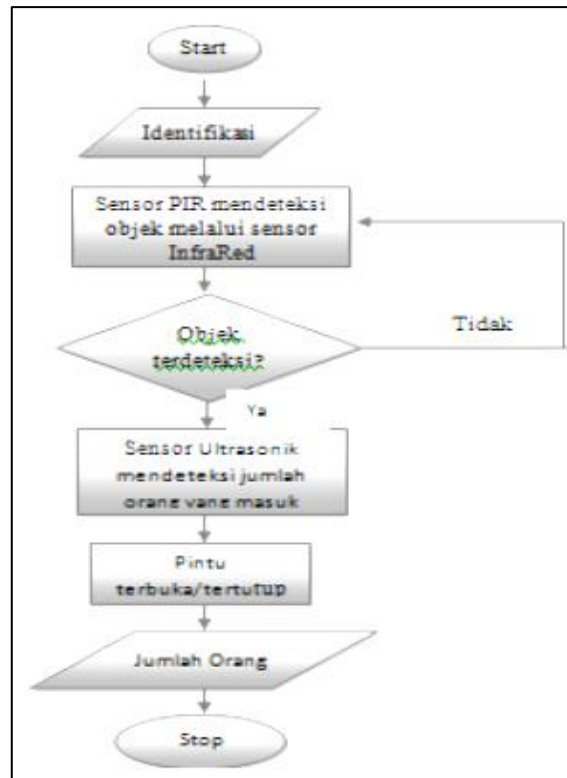 Start
Identifikasi
Sensor PIR mendeteksi
objek melalui sensor
InfraRed
Objek
terdeteksi?
Tidak
Ya
Sensor Ultrasonik
mendeteksi jumlah
orang yang masuk
Pintu
terbuka/tertutup
Jumlah Orang
Stop